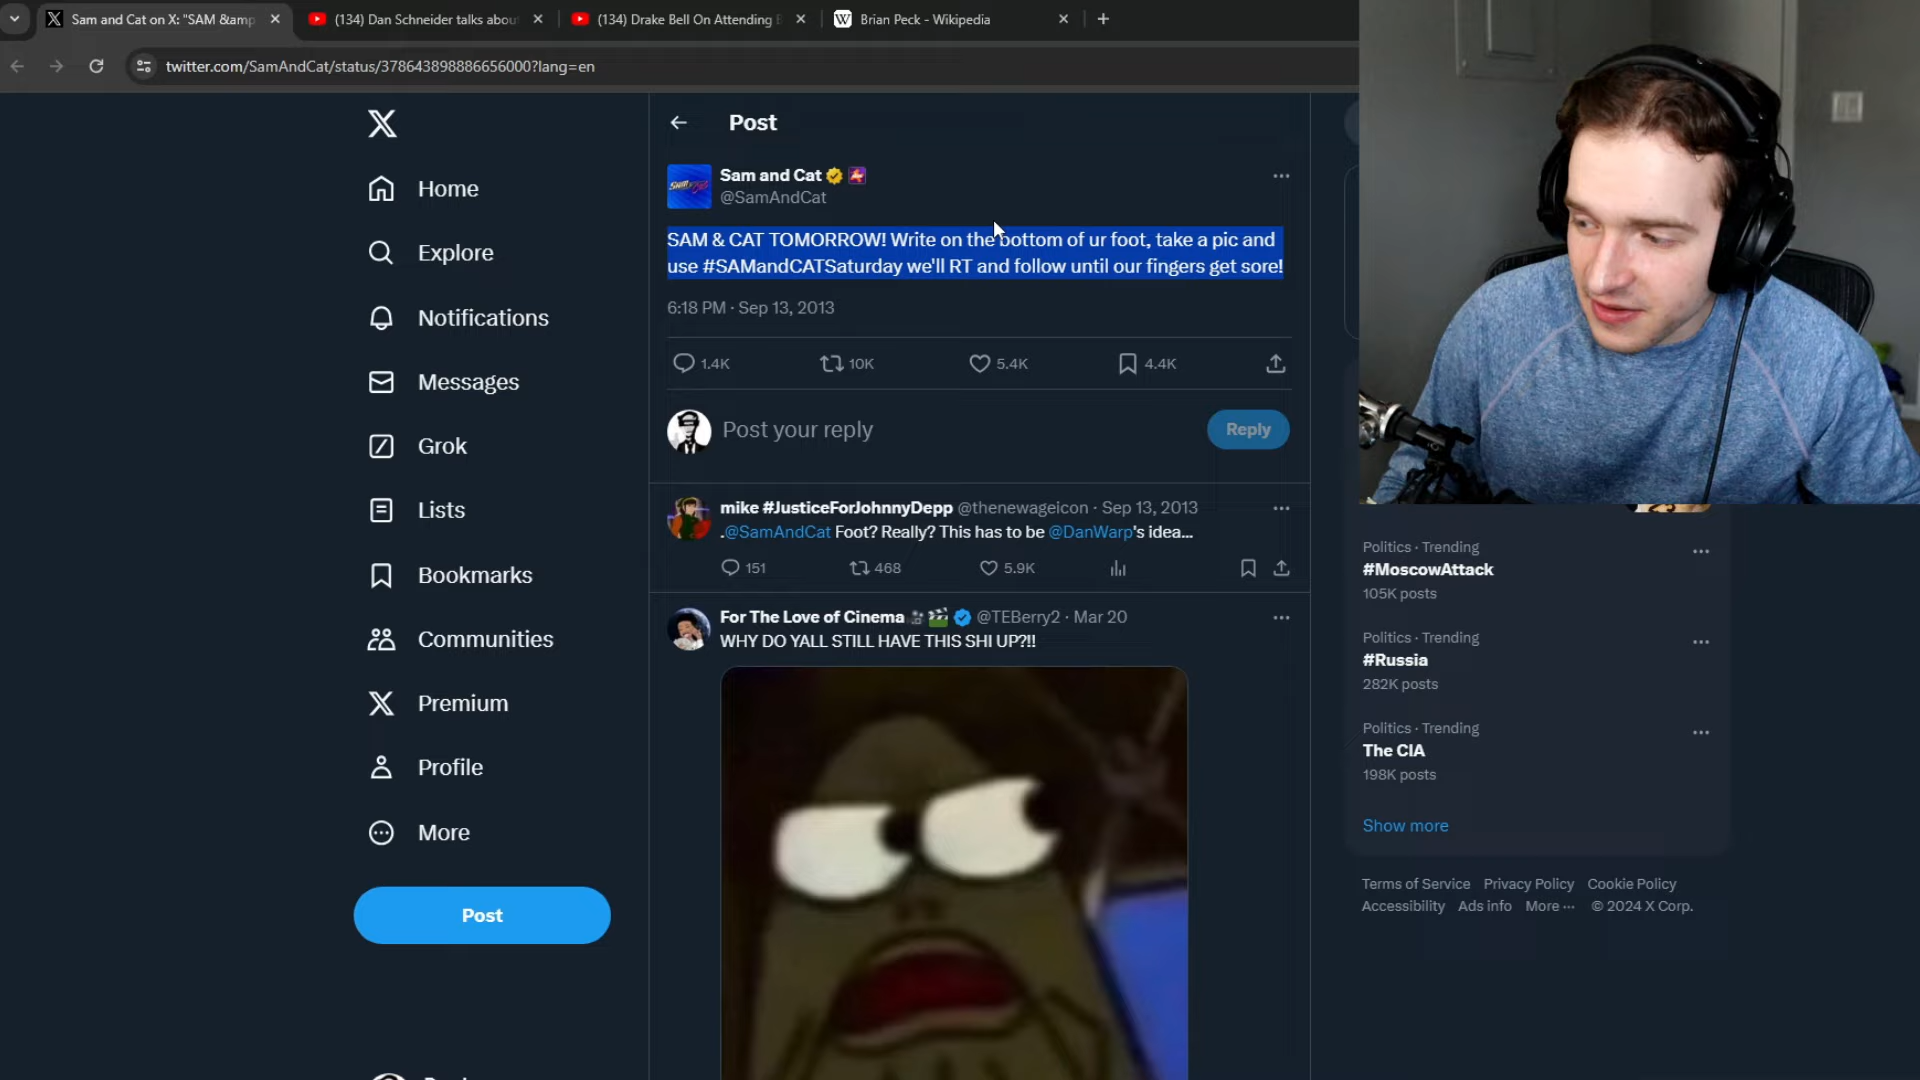 Sam and Cat on X: "SAM &amp
(134) Dan Schneider talks abou
(134) Drake Bell On Attending
W Brian Peck - Wikipedia
twitter.com/SamAndCat/status/378643898886656000?lang=en
Home
Explore
Notifications
Messages
Grok
Lists
Bookmarks
Communities
Premium
Profile
More
Post
Post
Sam and Cat
@SamAndCat
SAM & CAT TOMORROW! Write on the bottom of ur foot, take a pic and
use #SAMandCATSaturday we'll RT and follow until our fingers get sore!
6:18 PM · Sep 13, 2013
1.4K 10K 5.4K 4.4K
Post your reply
Reply
mike #JusticeForJohnnyDepp @thenewageicon · Sep 13, 2013
.@SamAndCat Foot? Really? This has to be @DanWarp's idea...
151 468 5.9K
For The Love of Cinema @TEBerry2 · Mar 20
WHY DO YALL STILL HAVE THIS SHI UP?!!
Politics · Trending
#MoscowAttack
105K posts
Politics · Trending
#Russia
282K posts
Politics · Trending
The CIA
198K posts
Show more
Terms of Service Privacy Policy Cookie Policy
Accessibility Ads info More ··· © 2024 X Corp.